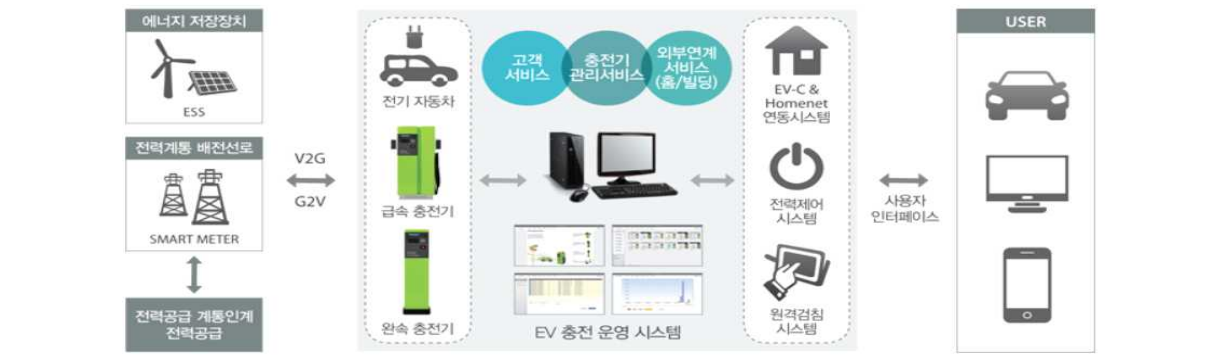 에너지 저장장치
ESS
전력계통 배전선로
SMART METER
전력공급 계통인계
전력공급
V2G
G2V
전기 자동차
급속 충전기
완속 충전기
고객
서비스
충전기
관리서비스
외부연계
서비스
(홈/빌딩)
EV 충전 운영 시스템
EV-C &
Homenet
연동시스템
전력제어
시스템
원격검침
시스템
사용자
인터페이스
USER